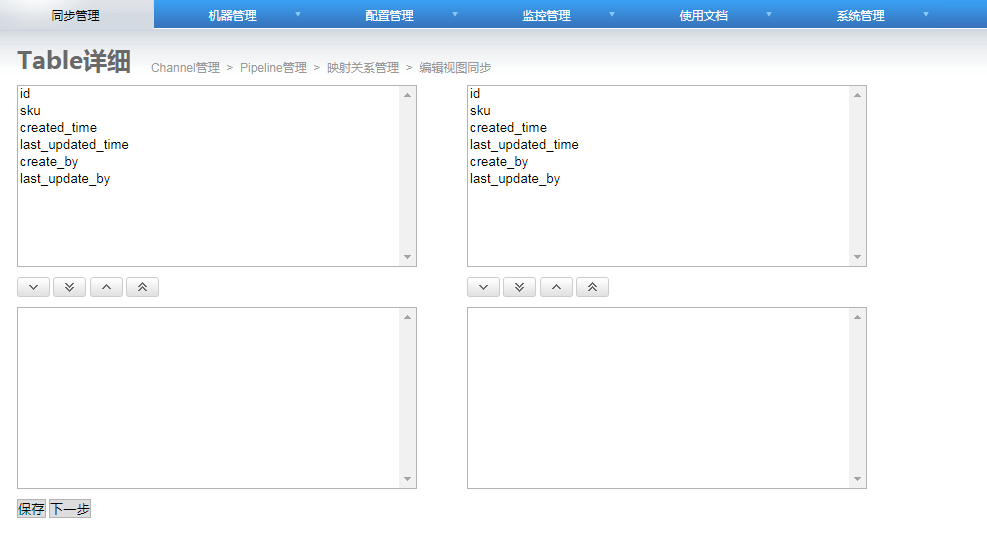 同步管理 机器管理 配置管理 监控管理 使用文档 系统管理
Table详细 Channel管理 > Pipeline管理 > 映射关系管理 > 编辑视图同步
id
sku
created_time
last_updated_time
create_by
last_update_by
id
sku
created_time
last_updated_time
create_by
last_update_by
保存 下一步